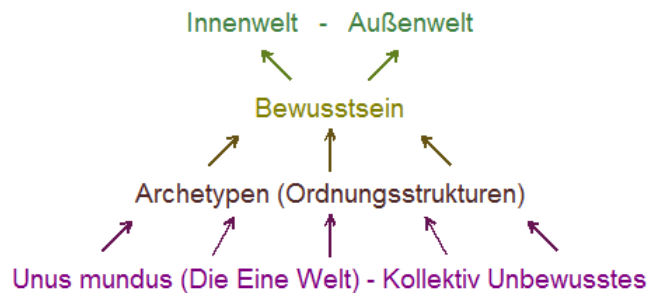 Innenwelt - Außenwelt
Bewusstsein
Archetypen (Ordnungsstrukturen)
Unus mundus (Die Eine Welt) - Kollektiv Unbewusstes